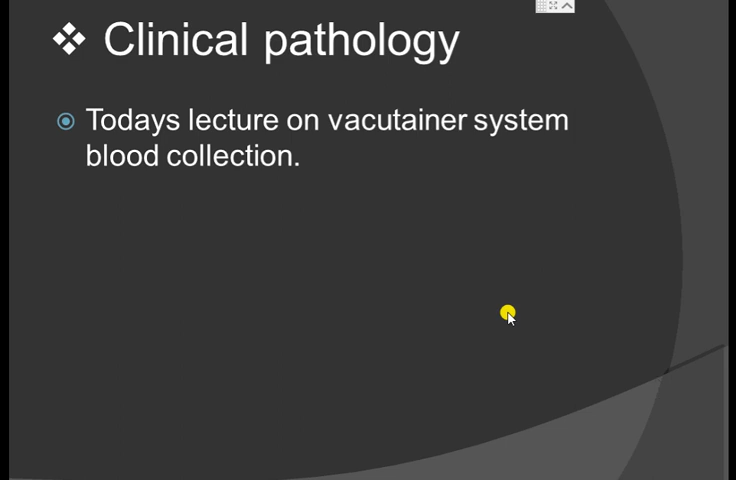 Clinical pathology
Todays lecture on vacutainer system
blood collection.